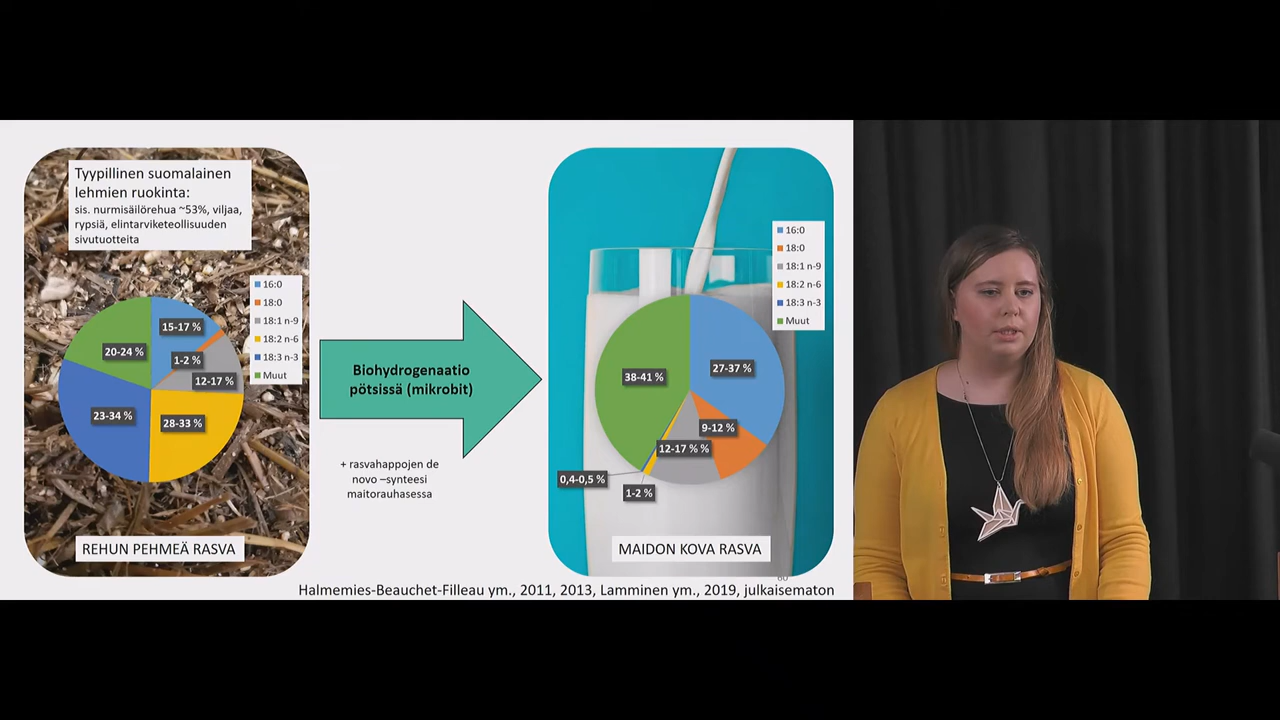 Tyypillinen suomalainen
lehmien ruokinta:
sis. nurmisäilörehua ~53%, viljaa,
rypsiä, elintarviketeollisuuden
sivutuotteita
16:0
18:0
18:1 n-9
18:2 n-6
18:3 n-3
Muut
15-17 %
1-2 %
12-17 %
28-33 %
23-34 %
20-24 %
REHUN PEHMEÄ RASVA
Biohydrogenaatio
pötsissä (mikrobit)
+ rasvahappojen de
novo –synteesi
maitorauhasessa
16:0
18:0
18:1 n-9
18:2 n-6
18:3 n-3
Muut
27-37 %
9-12 %
12-17 % %
1-2 %
0,4-0,5 %
38-41 %
MAIDON KOVA RASVA
60
Halmemies-Beauchet-Filleau ym., 2011, 2013, Lamminen ym., 2019, julkaisematon